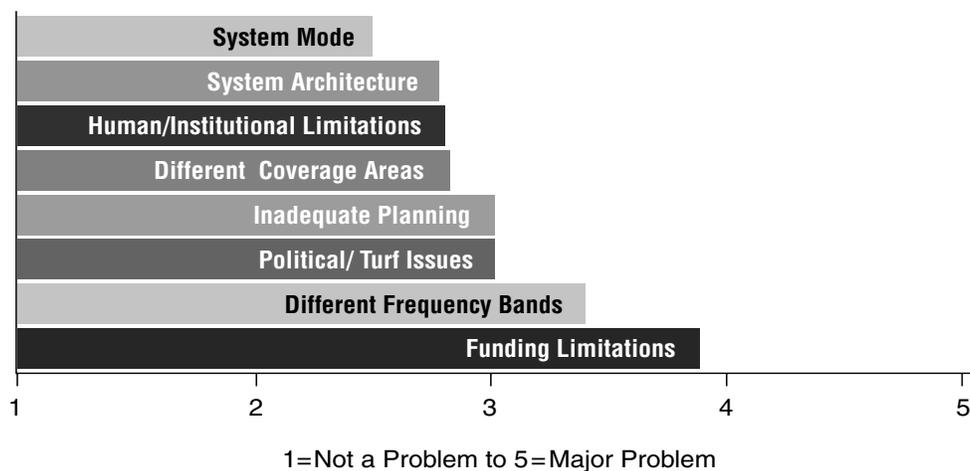 System Mode
System Architecture
Human/Institutional Limitations
Different Coverage Areas
Inadequate Planning
Political/ Turf Issues
Different Frequency Bands
Funding Limitations
1 2 3 4 5
1=Not a Problem to 5=Major Problem